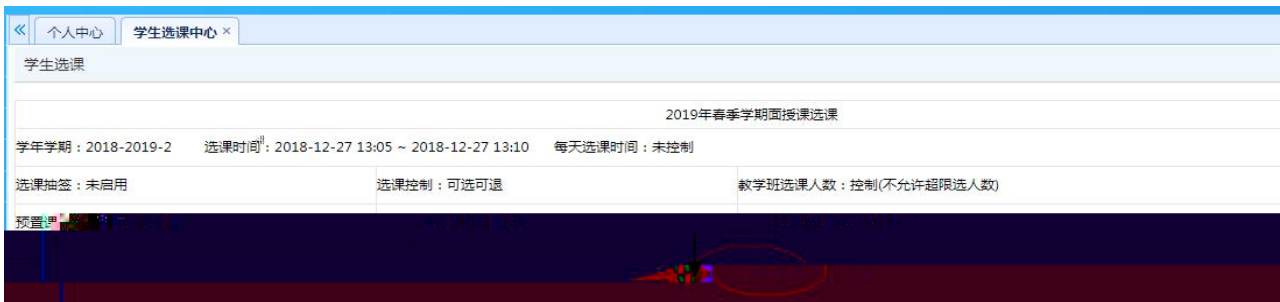 个人中心 学生选课中心
学生选课
2019年春季学期面授课选课
学年学期：2018-2019-2 选课时间：2018-12-27 13:05 ~ 2018-12-27 13:10 每天选课时间：未控制
选课抽签：未启用 选课控制：可选可退 教学班选课人数：控制(不允许超限选人数)
预置课